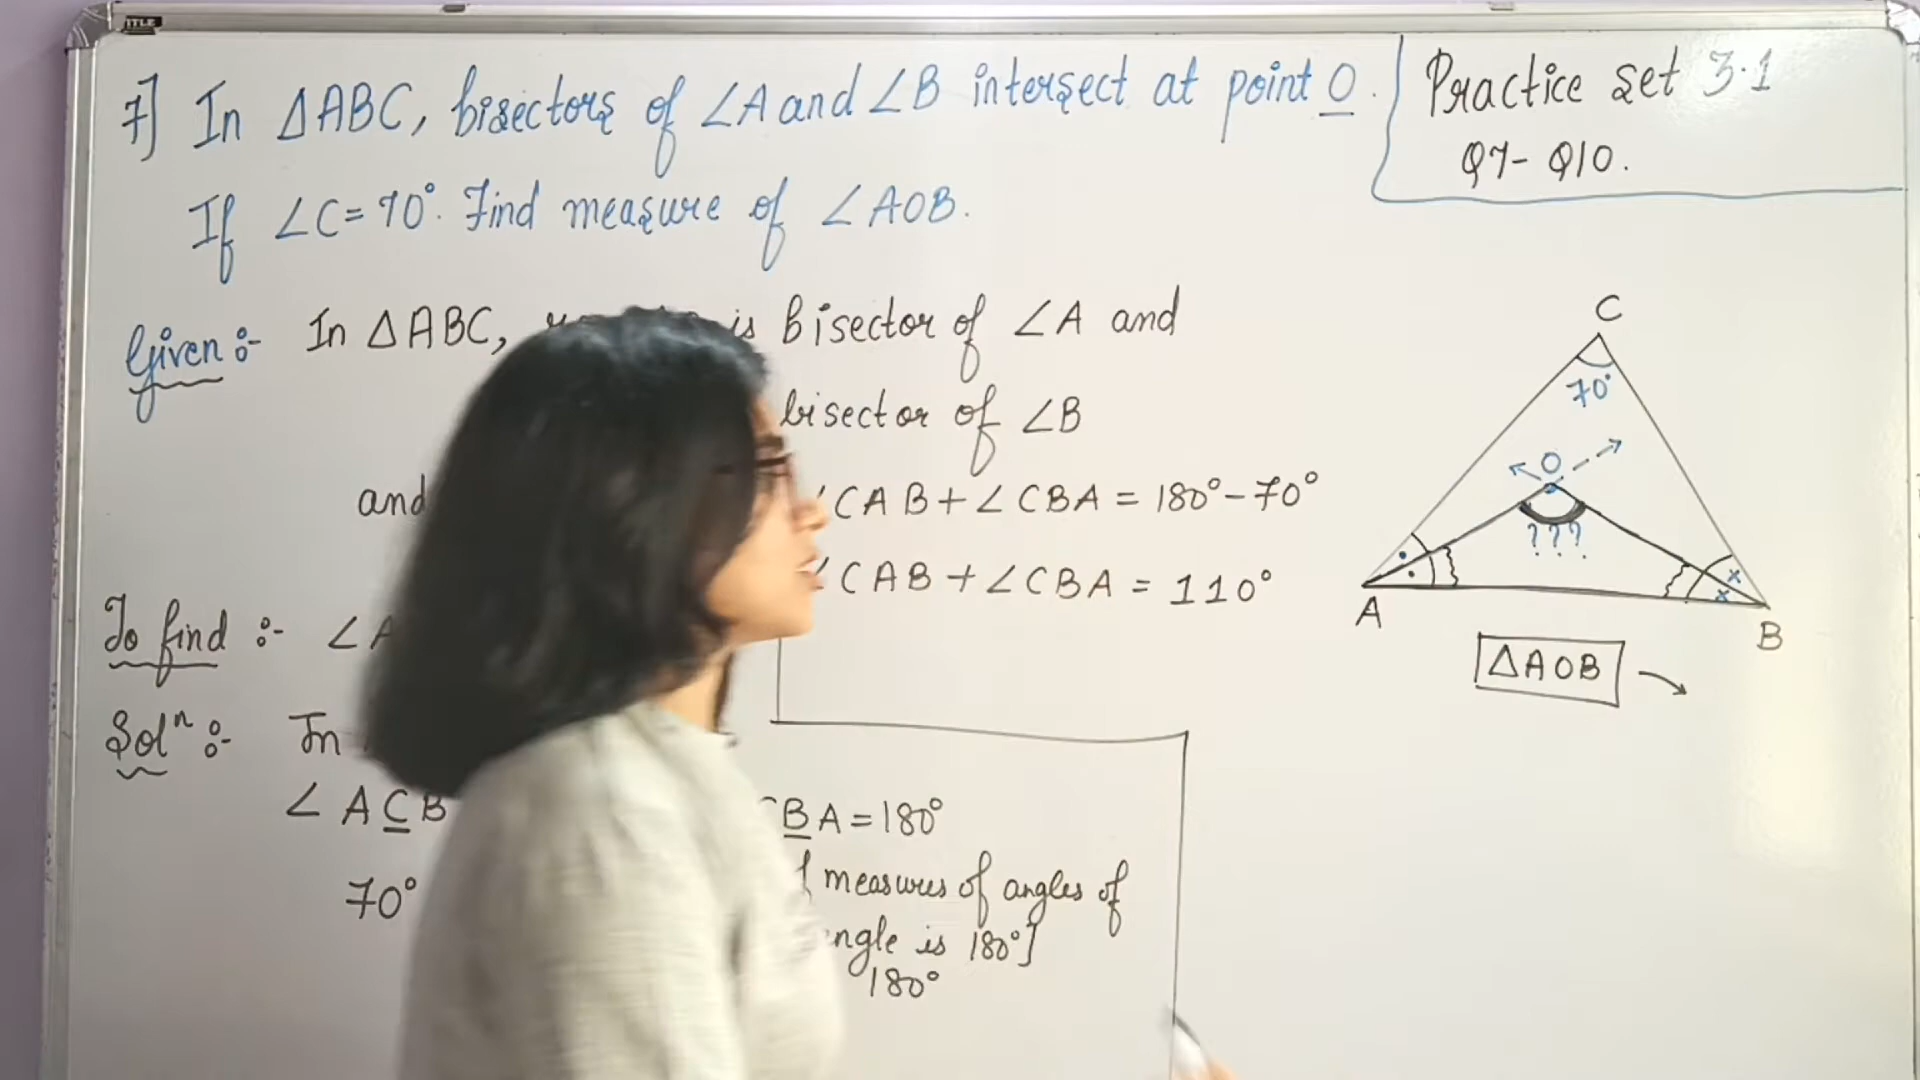 7] In ΔABC, bisectors of ∠A and ∠B intersect at point O.
If ∠C=70°. Find measure of ∠AOB.
Practice set 3.1
Q7- Q10.
Given :- In ΔABC, is Bisector of ∠A and
bisector of ∠B
and
∠CAB+∠CBA = 180°-70°
∠CAB+∠CBA = 110°
To find :- ∠A
Solⁿ :- In
∠ACB
BA=180°
70°
measures of angles of
is 180°]
180°
C
70°
O
???
A
B
ΔAOB